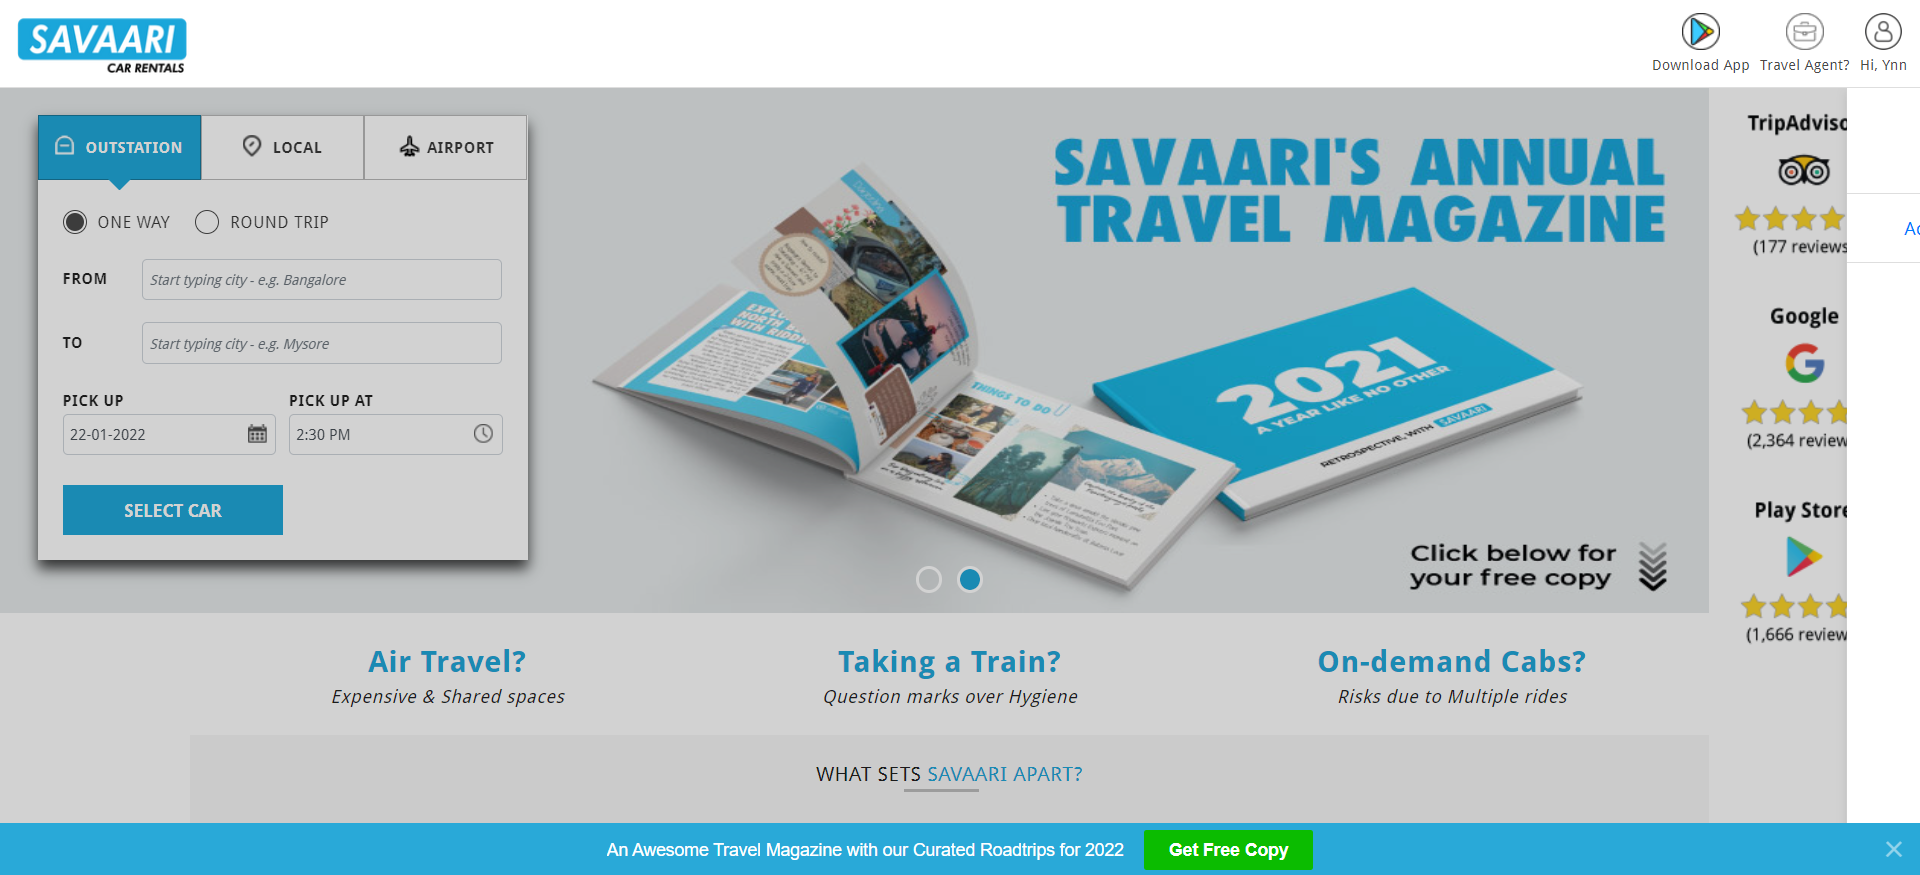 SAVAARI
CAR RENTALS
Download App
Travel Agent?
Hi, Ynn
OUTSTATION
LOCAL
AIRPORT
ONE WAY
ROUND TRIP
FROM
Start typing city - e.g. Bangalore
TO
Start typing city - e.g. Mysore
PICK UP
PICK UP AT
22-01-2022
2:30 PM
SELECT CAR
SAVAARI'S ANNUAL
TRAVEL MAGAZINE
THINGS TO DO
2021
A YEAR LIKE NO OTHER
RETROSPECTIVE, WITH SAVAARI
Click below for
your free copy
TripAdviso
(177 reviews
Google
(2,364 review
Play Store
(1,666 review
Ac
Air Travel?
Expensive & Shared spaces
Taking a Train?
Question marks over Hygiene
On-demand Cabs?
Risks due to Multiple rides
WHAT SETS SAVAARI APART?
An Awesome Travel Magazine with our Curated Roadtrips for 2022
Get Free Copy